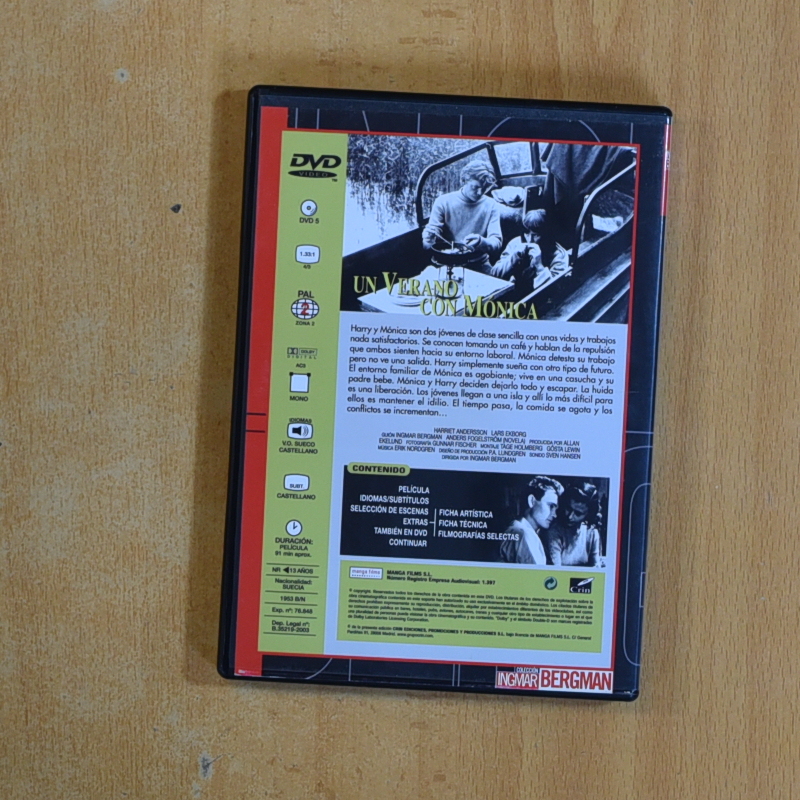 DVD
VIDEO
DVD 5
1.33:1
4/3
PAL
2
ZONA 2
DOLBY
DIGITAL
AC3
MONO
IDIOMAS
V.O. SUECO
CASTELLANO
SUBT
CASTELLANO
DURACIÓN:
PELÍCULA
91 min aprox.
NR 13 AÑOS
Nacionalidad:
SUECIA
1953 B/N
Exp. nº: 76.848
Dep. Legal nº:
UN VERANO
CON MÓNICA
Harry y Mónica son dos jóvenes de clase sencilla con unas vidas y trabajos
nada satisfactorios. Se conocen tomando un café y hablan de la repulsión
que ambos sienten hacia su entorno laboral. Mónica detesta su trabajo
pero no ve una salida. Harry simplemente sueña con otro tipo de futuro.
El entorno familiar de Mónica es agobiante; vive en una casucha y su
padre bebe. Mónica y Harry deciden dejarlo todo y escapar. La huida
es una liberación. Los jóvenes llegan a una isla y allí lo más difícil para
ellos es mantener el idilio. El tiempo pasa, la comida se agota y los
conflictos se incrementan...
HARRIET ANDERSSON LARS EKBORG
GUIÓN INGMAR BERGMAN ANDERS FOGELSTRÖM (NOVELA) PRODUCIDA POR ALLAN
EKELUND FOTOGRAFÍA GUNNAR FISCHER MONTAJE TAGE HOLMBERG GÖSTA LEWIN
MÚSICA ERIK NORDGREN DISEÑO DE PRODUCCIÓN P.A. LUNDGREN SONIDO SVEN HANSEN
DIRIGIDA POR INGMAR BERGMAN
CONTENIDO
PELÍCULA
IDIOMAS/SUBTÍTULOS
SELECCIÓN DE ESCENAS
EXTRAS
TAMBIÉN EN DVD
CONTINUAR
FICHA ARTÍSTICA
FICHA TÉCNICA
FILMOGRAFÍAS SELECTAS
manga films
MANGA FILMS S.L.
Número Registro Empresa Audiovisual: 1.397
Crin
COLECCIÓN
INGMAR BERGMAN